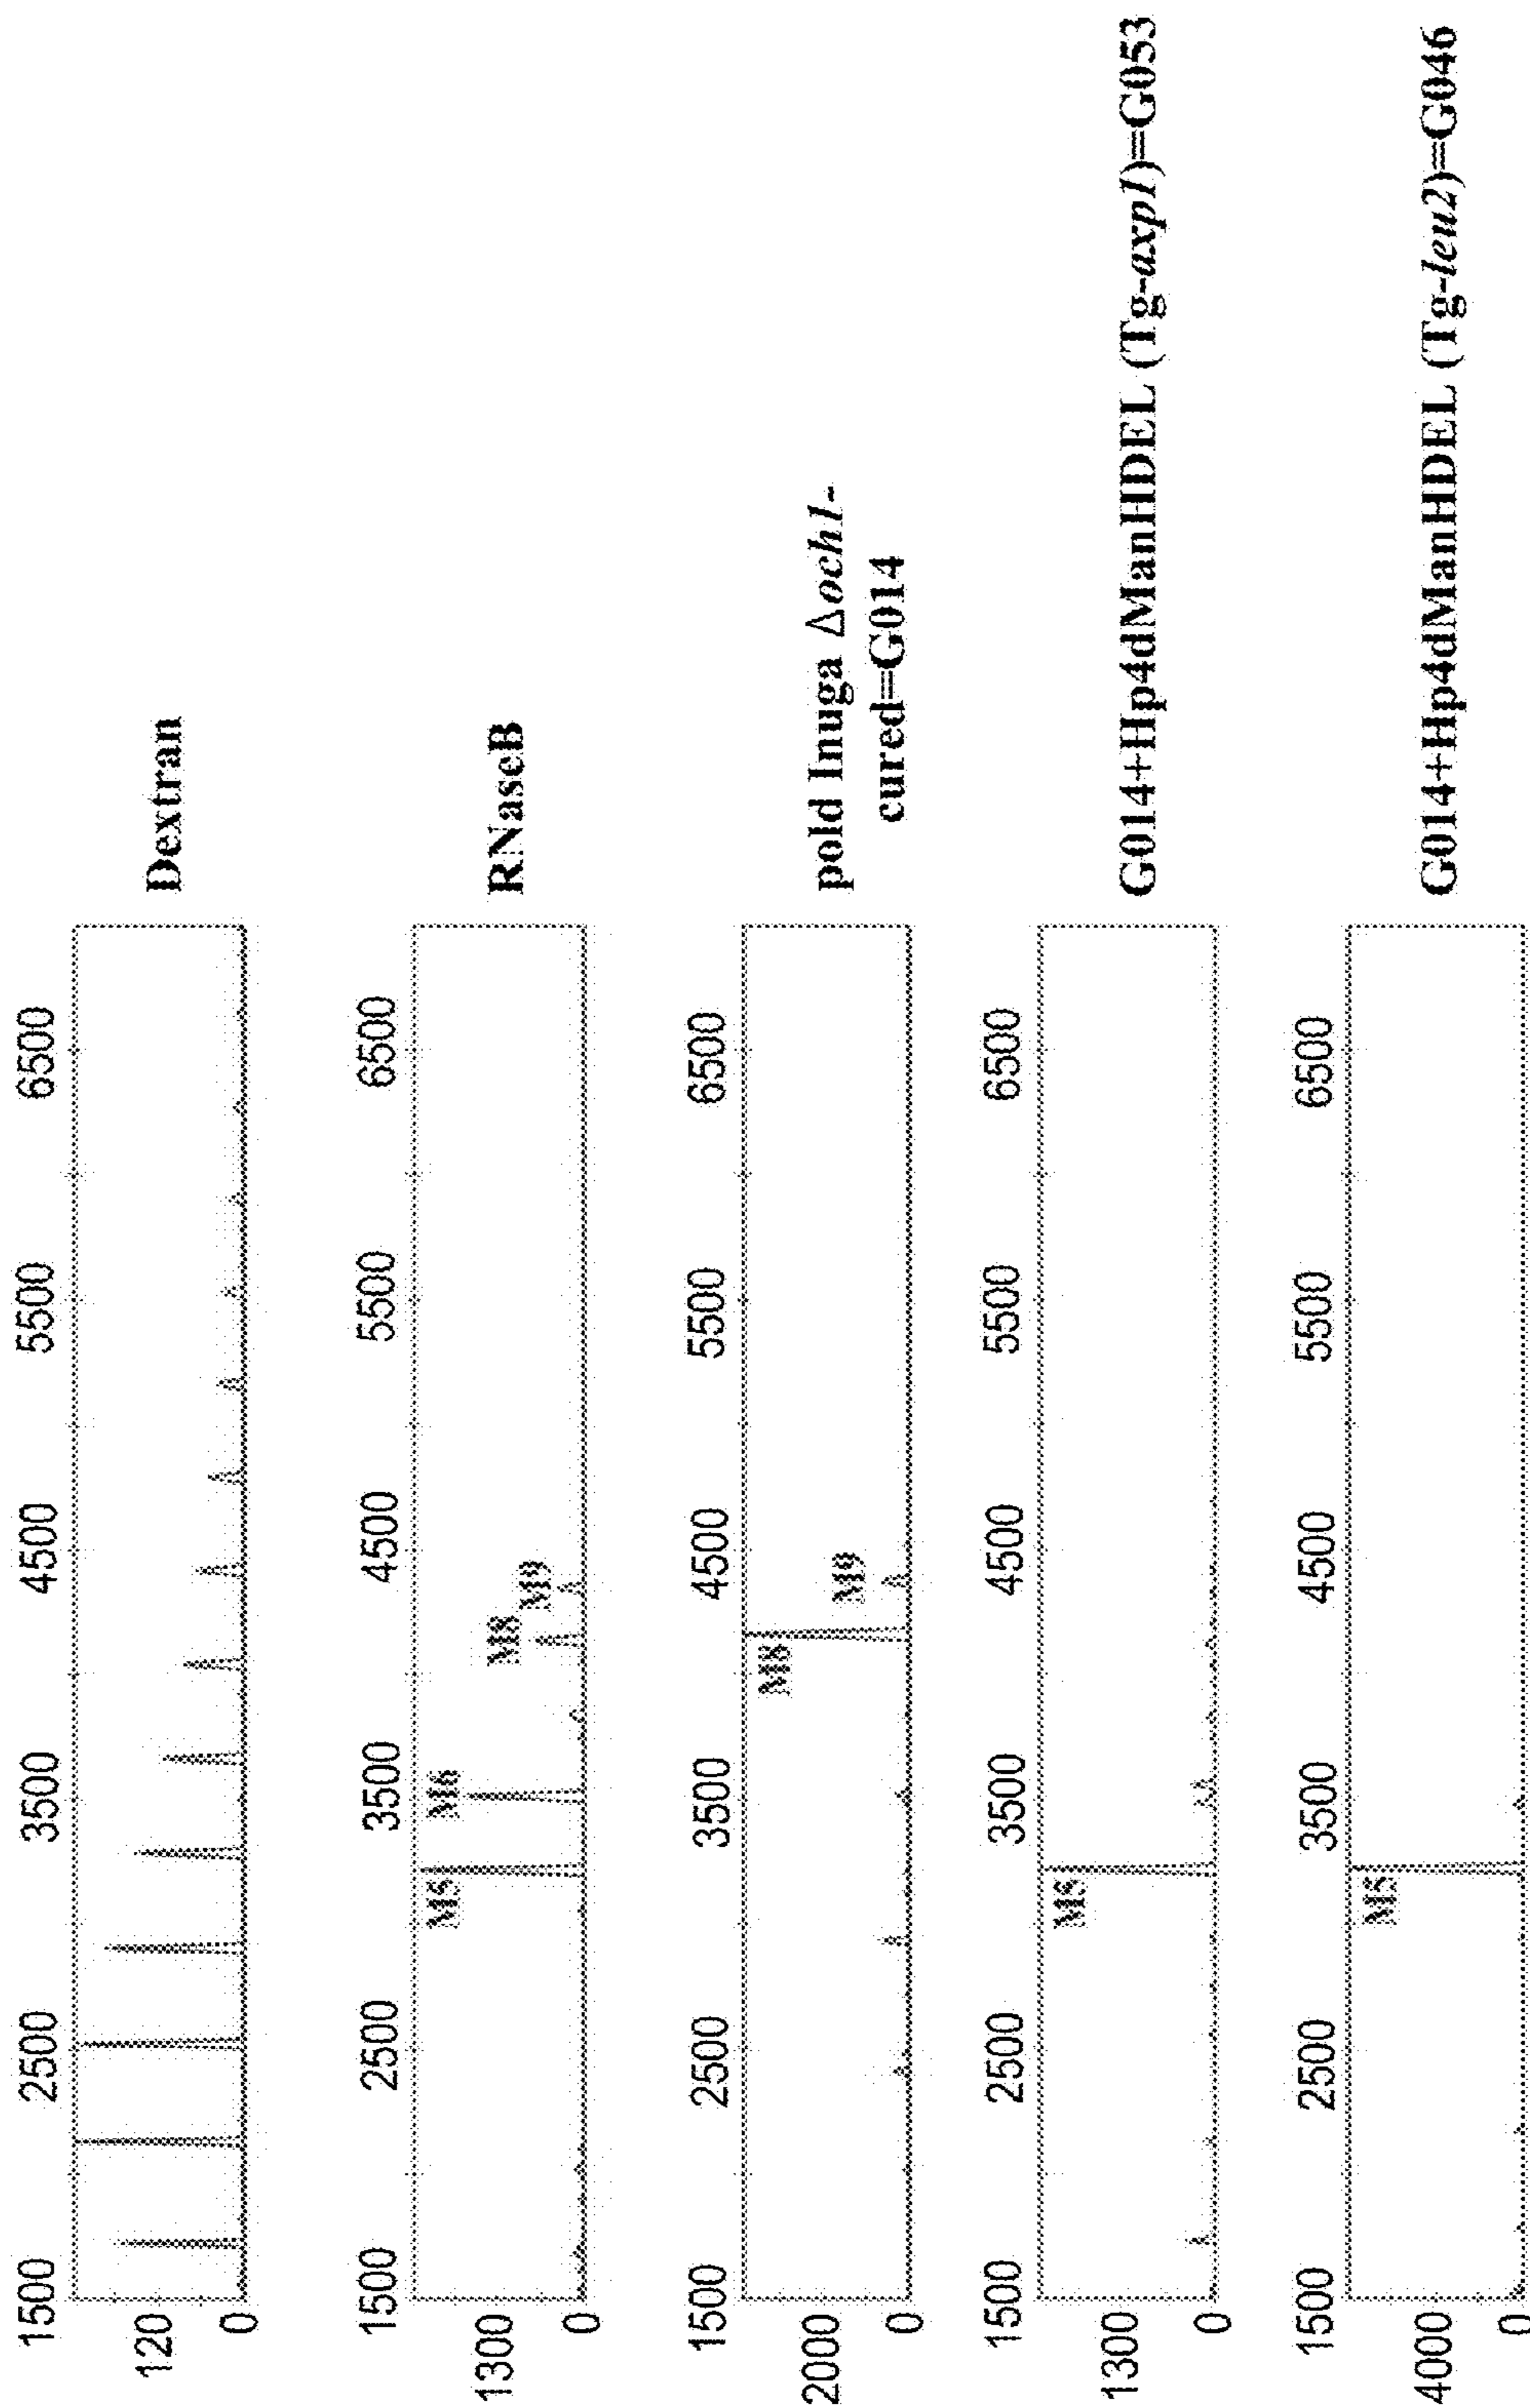 1500 2500 3500 4500 5500 6500
120
0
Dextran
1500 2500 3500 4500 5500 6500
1300
0
M5
M6
M8
M9
RNaseB
1500 2500 3500 4500 5500 6500
2000
0
M8
M9
pold Inuga Δoch1-
cured=G014
1500 2500 3500 4500 5500 6500
1300
0
M5
G014+Hp4dManHDEL (Tg-axp1)=G053
1500 2500 3500 4500 5500 6500
4000
0
M5
G014+Hp4dManHDEL (Tg-leu2)=G046